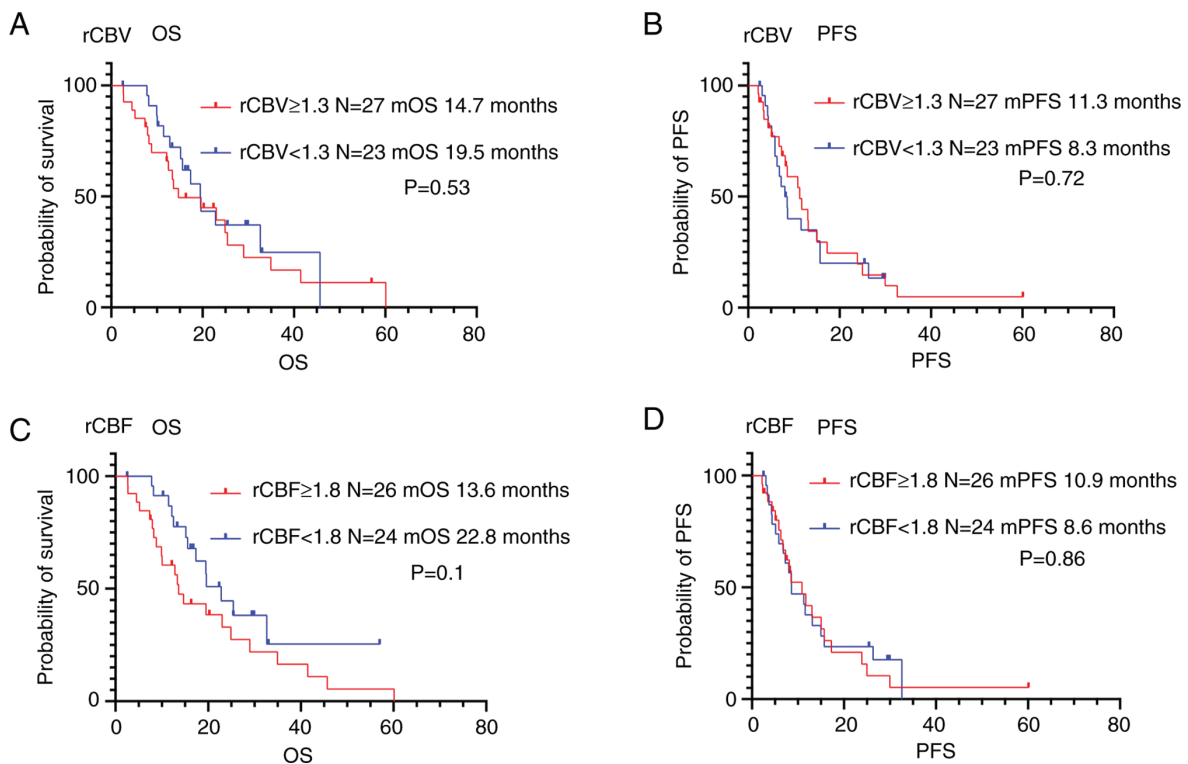 A
rCBV OS
100
50
0
Probability of survival
rCBV≥1.3 N=27 mOS 14.7 months
rCBV<1.3 N=23 mOS 19.5 months
P=0.53
0 20 40 60 80
OS
B
rCBV PFS
100
50
0
Probability of PFS
rCBV≥1.3 N=27 mPFS 11.3 months
rCBV<1.3 N=23 mPFS 8.3 months
P=0.72
0 20 40 60 80
PFS
C
rCBF OS
100
50
0
Probability of survival
rCBF≥1.8 N=26 mOS 13.6 months
rCBF<1.8 N=24 mOS 22.8 months
P=0.1
0 20 40 60 80
OS
D
rCBF PFS
100
50
0
Probability of PFS
rCBF≥1.8 N=26 mPFS 10.9 months
rCBF<1.8 N=24 mPFS 8.6 months
P=0.86
0 20 40 60 80
PFS